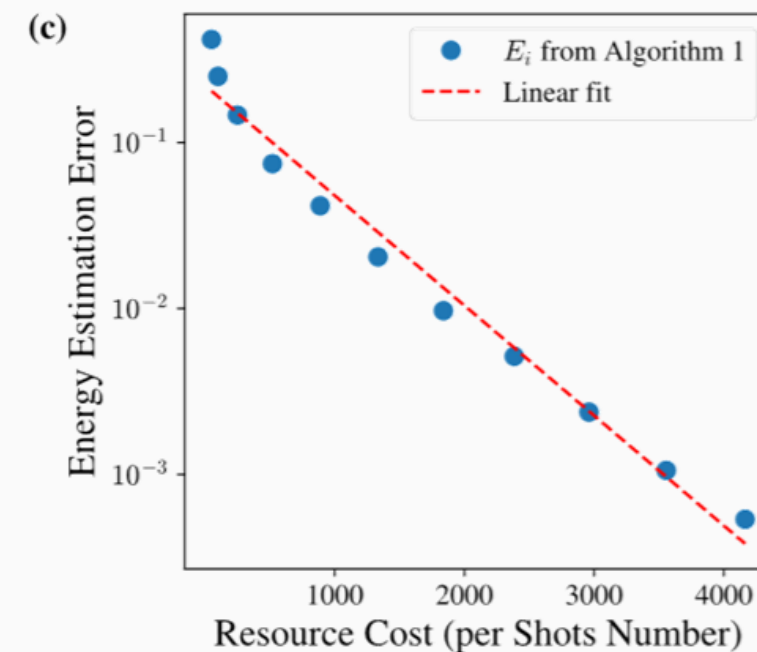 (c)
E_i from Algorithm 1
Linear fit
Energy Estimation Error
10⁻¹
10⁻²
10⁻³
1000 2000 3000 4000
Resource Cost (per Shots Number)